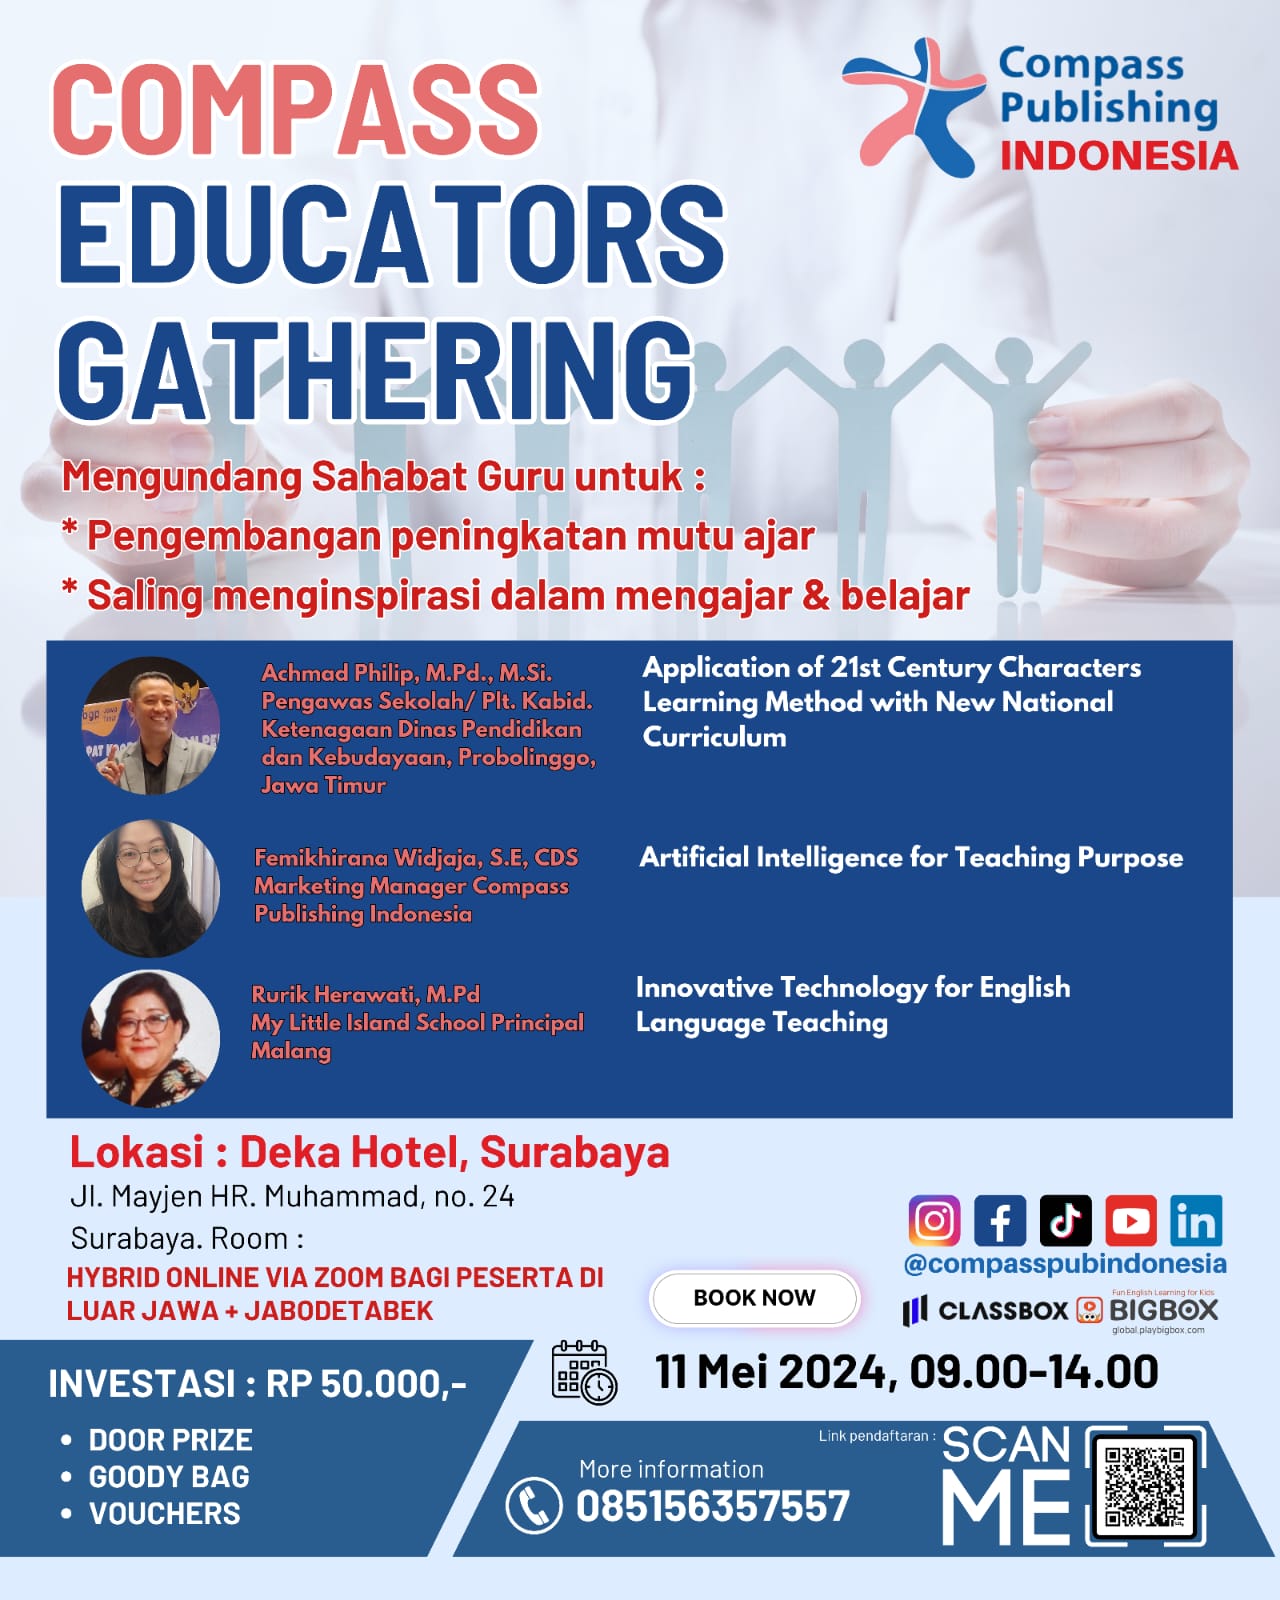 COMPASS
EDUCATORS
GATHERING
Compass
Publishing
INDONESIA
Mengundang Sahabat Guru untuk :
* Pengembangan peningkatan mutu ajar
* Saling menginspirasi dalam mengajar & belajar
Achmad Philip, M.Pd., M.Si.
Pengawas Sekolah/ Plt. Kabid.
Ketenagaan Dinas Pendidikan
dan Kebudayaan, Probolinggo,
Jawa Timur
Application of 21st Century Characters
Learning Method with New National
Curriculum
Femikhirana Widjaja, S.E, CDS
Marketing Manager Compass
Publishing Indonesia
Artificial Intelligence for Teaching Purpose
Rurik Herawati, M.Pd
My Little Island School Principal
Malang
Innovative Technology for English
Language Teaching
Lokasi : Deka Hotel, Surabaya
Jl. Mayjen HR. Muhammad, no. 24
Surabaya. Room :
HYBRID ONLINE VIA ZOOM BAGI PESERTA DI
LUAR JAWA + JABODETABEK
BOOK NOW
@compasspubindonesia
CLASSBOX
Fun English Learning for Kids
BIGBOX
global.playbigbox.com
INVESTASI : RP 50.000,-
• DOOR PRIZE
• GOODY BAG
• VOUCHERS
11 Mei 2024, 09.00-14.00
More information
085156357557
Link pendaftaran :
SCAN
ME